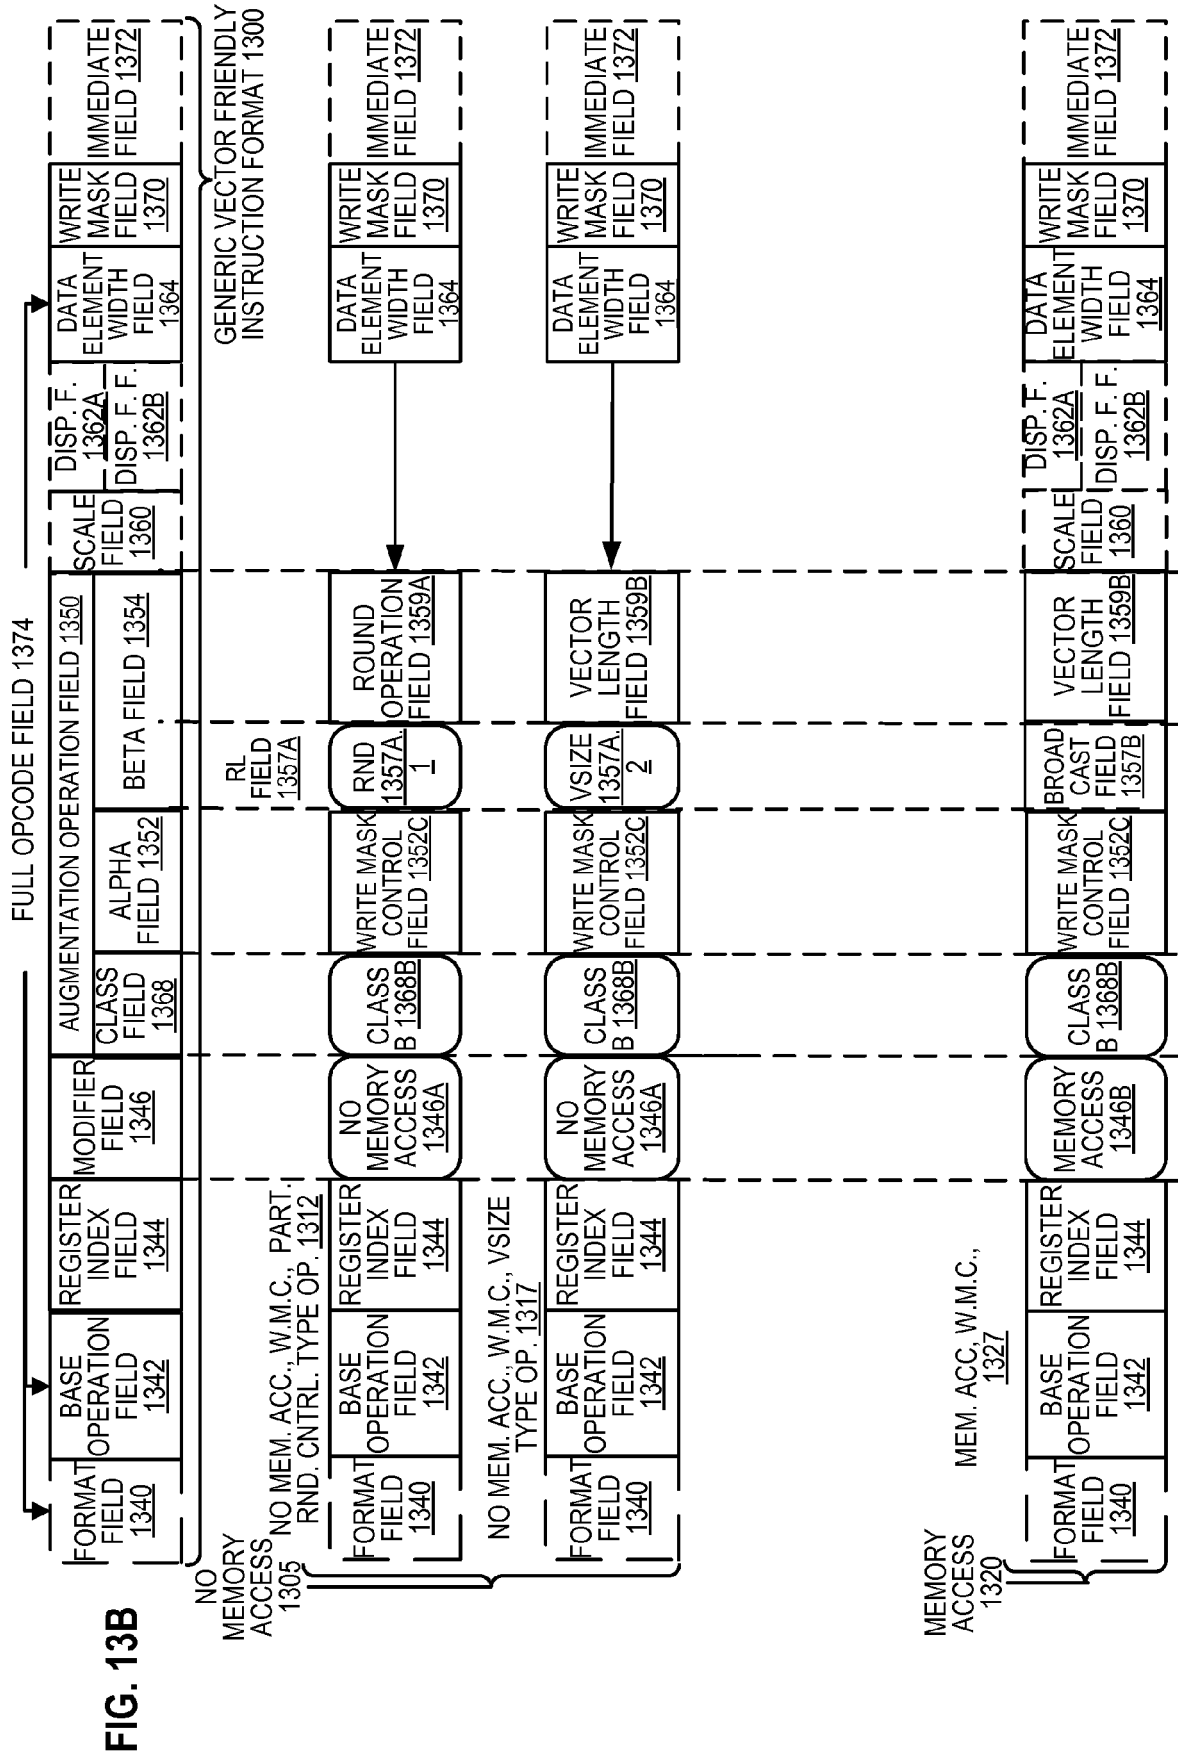 FIG. 13B
FULL OPCODE FIELD 1374
FORMAT
FIELD
1340
BASE
OPERATION
FIELD
1342
REGISTER
INDEX
FIELD
1344
MODIFIER
FIELD
1346
AUGMENTATION OPERATION FIELD 1350
CLASS
FIELD
1368
ALPHA
FIELD 1352
BETA FIELD 1354
SCALE
FIELD
1360
DISP. F.
1362A
DISP. F. F.
1362B
DATA
ELEMENT
WIDTH
FIELD
1364
WRITE
MASK
FIELD
1370
IMMEDIATE
FIELD 1372
GENERIC VECTOR FRIENDLY
INSTRUCTION FORMAT 1300
NO
MEMORY
ACCESS
1305
NO MEM. ACC., W.M.C., PART.
RND. CNTRL. TYPE OP. 1312
RL
FIELD
1357A
FORMAT
FIELD
1340
BASE
OPERATION
FIELD
1342
REGISTER
INDEX
FIELD
1344
NO
MEMORY
ACCESS
1346A
CLASS
B 1368B
WRITE MASK
CONTROL
FIELD 1352C
RND
1357A.
1
ROUND
OPERATION
FIELD 1359A
DATA
ELEMENT
WIDTH
FIELD
1364
WRITE
MASK
FIELD
1370
IMMEDIATE
FIELD 1372
NO MEM. ACC., W.M.C., VSIZE
TYPE OP. 1317
FORMAT
FIELD
1340
BASE
OPERATION
FIELD
1342
REGISTER
INDEX
FIELD
1344
NO
MEMORY
ACCESS
1346A
CLASS
B 1368B
WRITE MASK
CONTROL
FIELD 1352C
VSIZE
1357A.
2
VECTOR
LENGTH
FIELD 1359B
DATA
ELEMENT
WIDTH
FIELD
1364
WRITE
MASK
FIELD
1370
IMMEDIATE
FIELD 1372
MEMORY
ACCESS
1320
MEM. ACC, W.M.C.,
1327
FORMAT
FIELD
1340
BASE
OPERATION
FIELD
1342
REGISTER
INDEX
FIELD
1344
MEMORY
ACCESS
1346B
CLASS
B 1368B
WRITE MASK
CONTROL
FIELD 1352C
BROAD
CAST
FIELD
1357B
VECTOR
LENGTH
FIELD 1359B
SCALE
FIELD
1360
DISP. F.
1362A
DISP. F. F.
1362B
DATA
ELEMENT
WIDTH
FIELD
1364
WRITE
MASK
FIELD
1370
IMMEDIATE
FIELD 1372